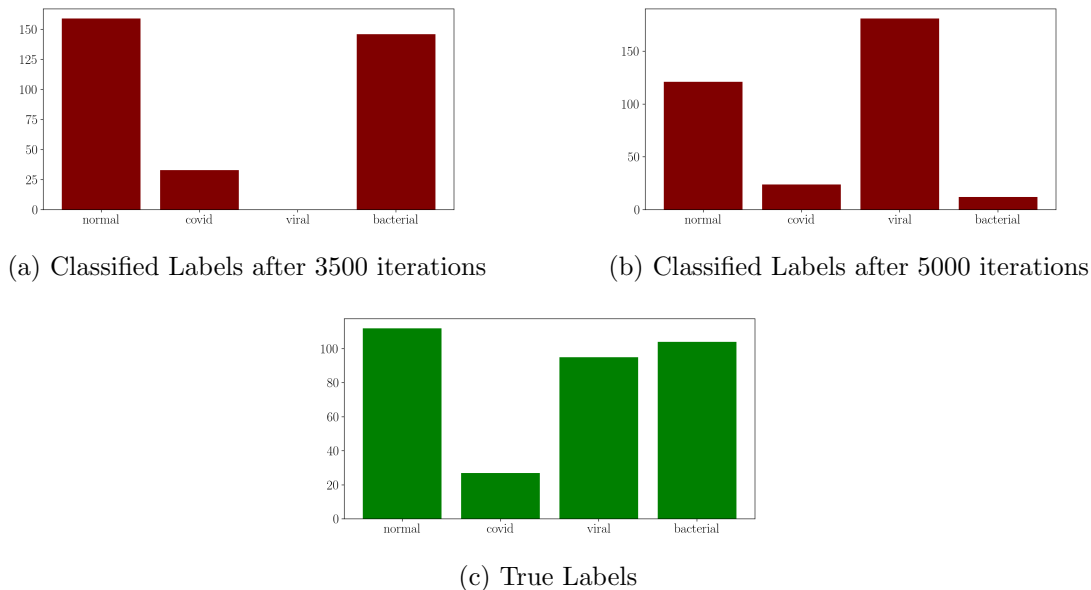 150
125
100
75
50
25
0
normal covid viral bacterial
(a) Classified Labels after 3500 iterations
150
100
50
0
normal covid viral bacterial
(b) Classified Labels after 5000 iterations
100
80
60
40
20
0
normal covid viral bacterial
(c) True Labels